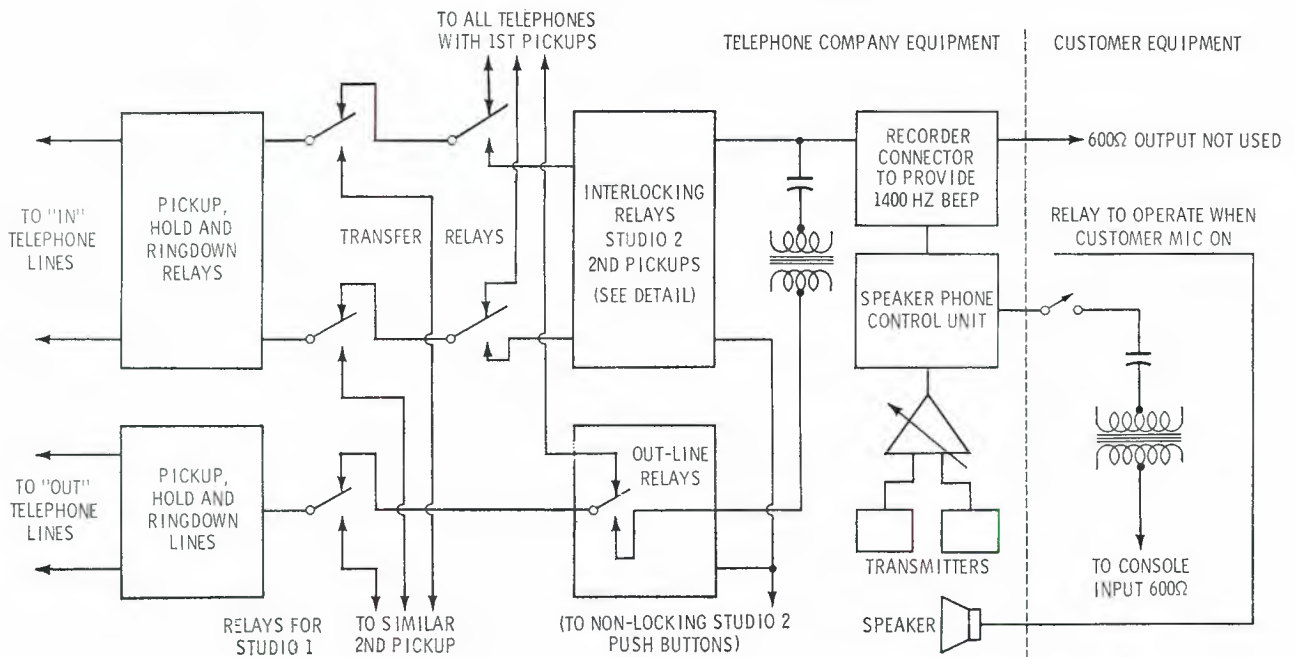 TO ALL TELEPHONES
WITH 1ST PICKUPS
TELEPHONE COMPANY EQUIPMENT
CUSTOMER EQUIPMENT
TO "IN"
TELEPHONE
LINES
PICKUP,
HOLD AND
RINGDOWN
RELAYS
TRANSFER
RELAYS
INTERLOCKING
RELAYS
STUDIO 2
2ND PICKUPS
(SEE DETAIL)
RECORDER
CONNECTOR
TO PROVIDE
1400 HZ BEEP
600Ω OUTPUT NOT USED
RELAY TO OPERATE WHEN
CUSTOMER MIC ON
SPEAKER PHONE
CONTROL UNIT
TO "OUT"
TELEPHONE
LINES
PICKUP,
HOLD AND
RINGDOWN
LINES
OUT-LINE
RELAYS
TRANSMITTERS
TO CONSOLE
INPUT 600Ω
RELAYS FOR
STUDIO 1
TO SIMILAR
2ND PICKUP
(TO NON-LOCKING STUDIO 2
PUSH BUTTONS)
SPEAKER